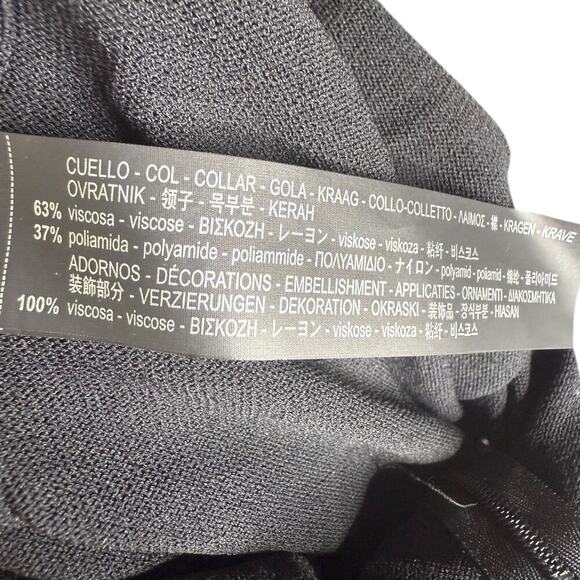 CUELLO - COL - COLLAR - GOLA - KRAAG - COLLO-COLLETTO - ΛΑΙΜΟΣ - 襟 - KRAGEN - KRAVE
OVRATNIK - 领子 - 목부분 - KERAH
63% viscosa - viscose - ΒΙΣΚΟΖΗ - レーヨン - viskose - viskoza - 粘纤 - 비스코스
37% poliamida - polyamide - poliammide - ΠΟΛΥΑΜΙΔΙΟ - ナイロン - polyamid - poliamid - 锦纶 - 폴리아미드
ADORNOS - DÉCORATIONS - EMBELLISHMENT - APPLICATIES - ORNAMENTI - ΔΙΑΚΟΣΜΗΤΙΚΑ
装飾部分 - VERZIERUNGEN - DEKORATION - OKRASKI - 装饰品 - 장식부분 - HIASAN
100% viscosa - viscose - ΒΙΣΚΟΖΗ - レーヨン - viskose - viskoza - 粘纤 - 비스코스